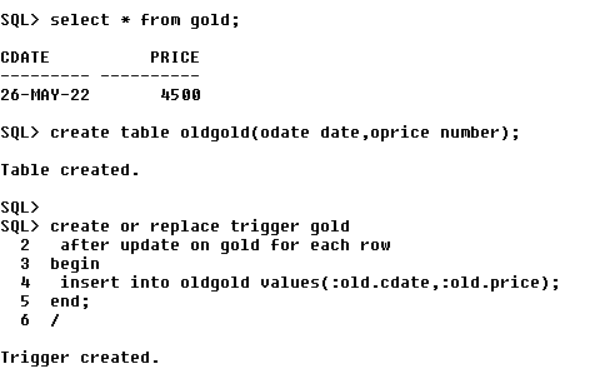 SQL> select * from gold;
CDATE PRICE
--------- ----------
26-MAY-22 4500
SQL> create table oldgold(odate date,oprice number);
Table created.
SQL>
SQL> create or replace trigger gold
2 after update on gold for each row
3 begin
4 insert into oldgold values(:old.cdate,:old.price);
5 end;
6 /
Trigger created.